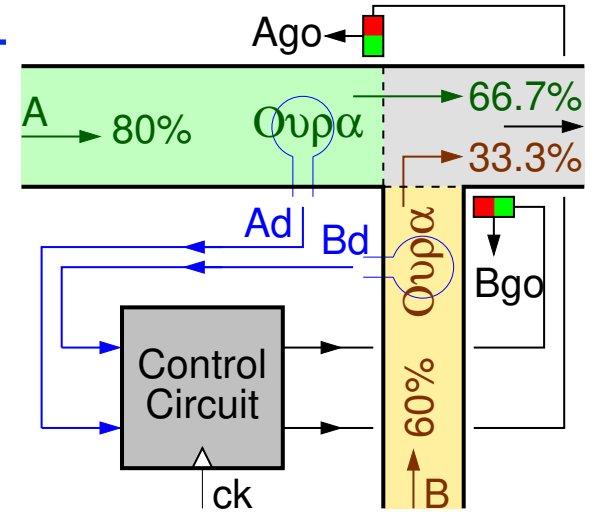 Ago
A
80%
Ουρα
66.7%
33.3%
Ad
Bd
Ουρα
Bgo
Control
Circuit
60%
B
ck